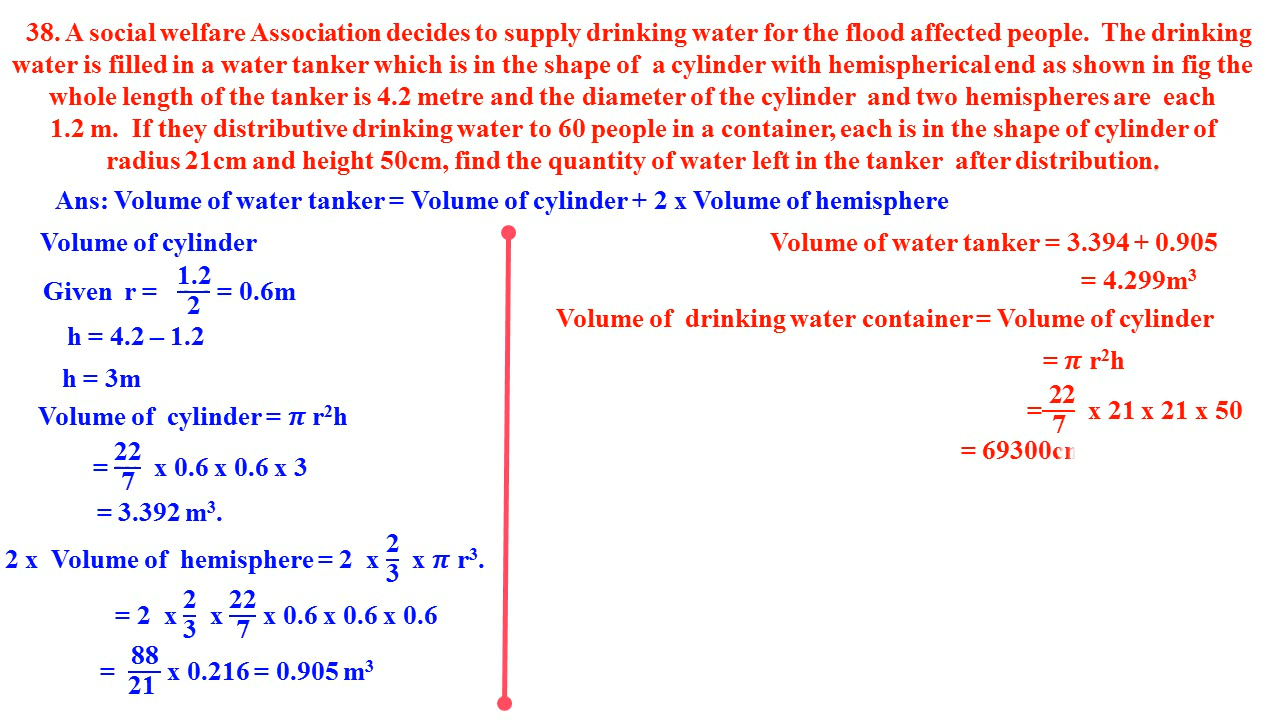 38. A social welfare Association decides to supply drinking water for the flood affected people. The drinking
water is filled in a water tanker which is in the shape of a cylinder with hemispherical end as shown in fig the
whole length of the tanker is 4.2 metre and the diameter of the cylinder and two hemispheres are each
1.2 m. If they distributive drinking water to 60 people in a container, each is in the shape of cylinder of
radius 21cm and height 50cm, find the quantity of water left in the tanker after distribution.
Ans: Volume of water tanker = Volume of cylinder + 2 x Volume of hemisphere
Volume of cylinder
Given r = 1.2/2 = 0.6m
h = 4.2 – 1.2
h = 3m
Volume of cylinder = π r²h
= 22/7 x 0.6 x 0.6 x 3
= 3.392 m³.
2 x Volume of hemisphere = 2 x 2/3 x π r³.
= 2 x 2/3 x 22/7 x 0.6 x 0.6 x 0.6
= 88/21 x 0.216 = 0.905 m³
Volume of water tanker = 3.394 + 0.905
= 4.299m³
Volume of drinking water container = Volume of cylinder
= π r²h
= 22/7 x 21 x 21 x 50
= 69300c